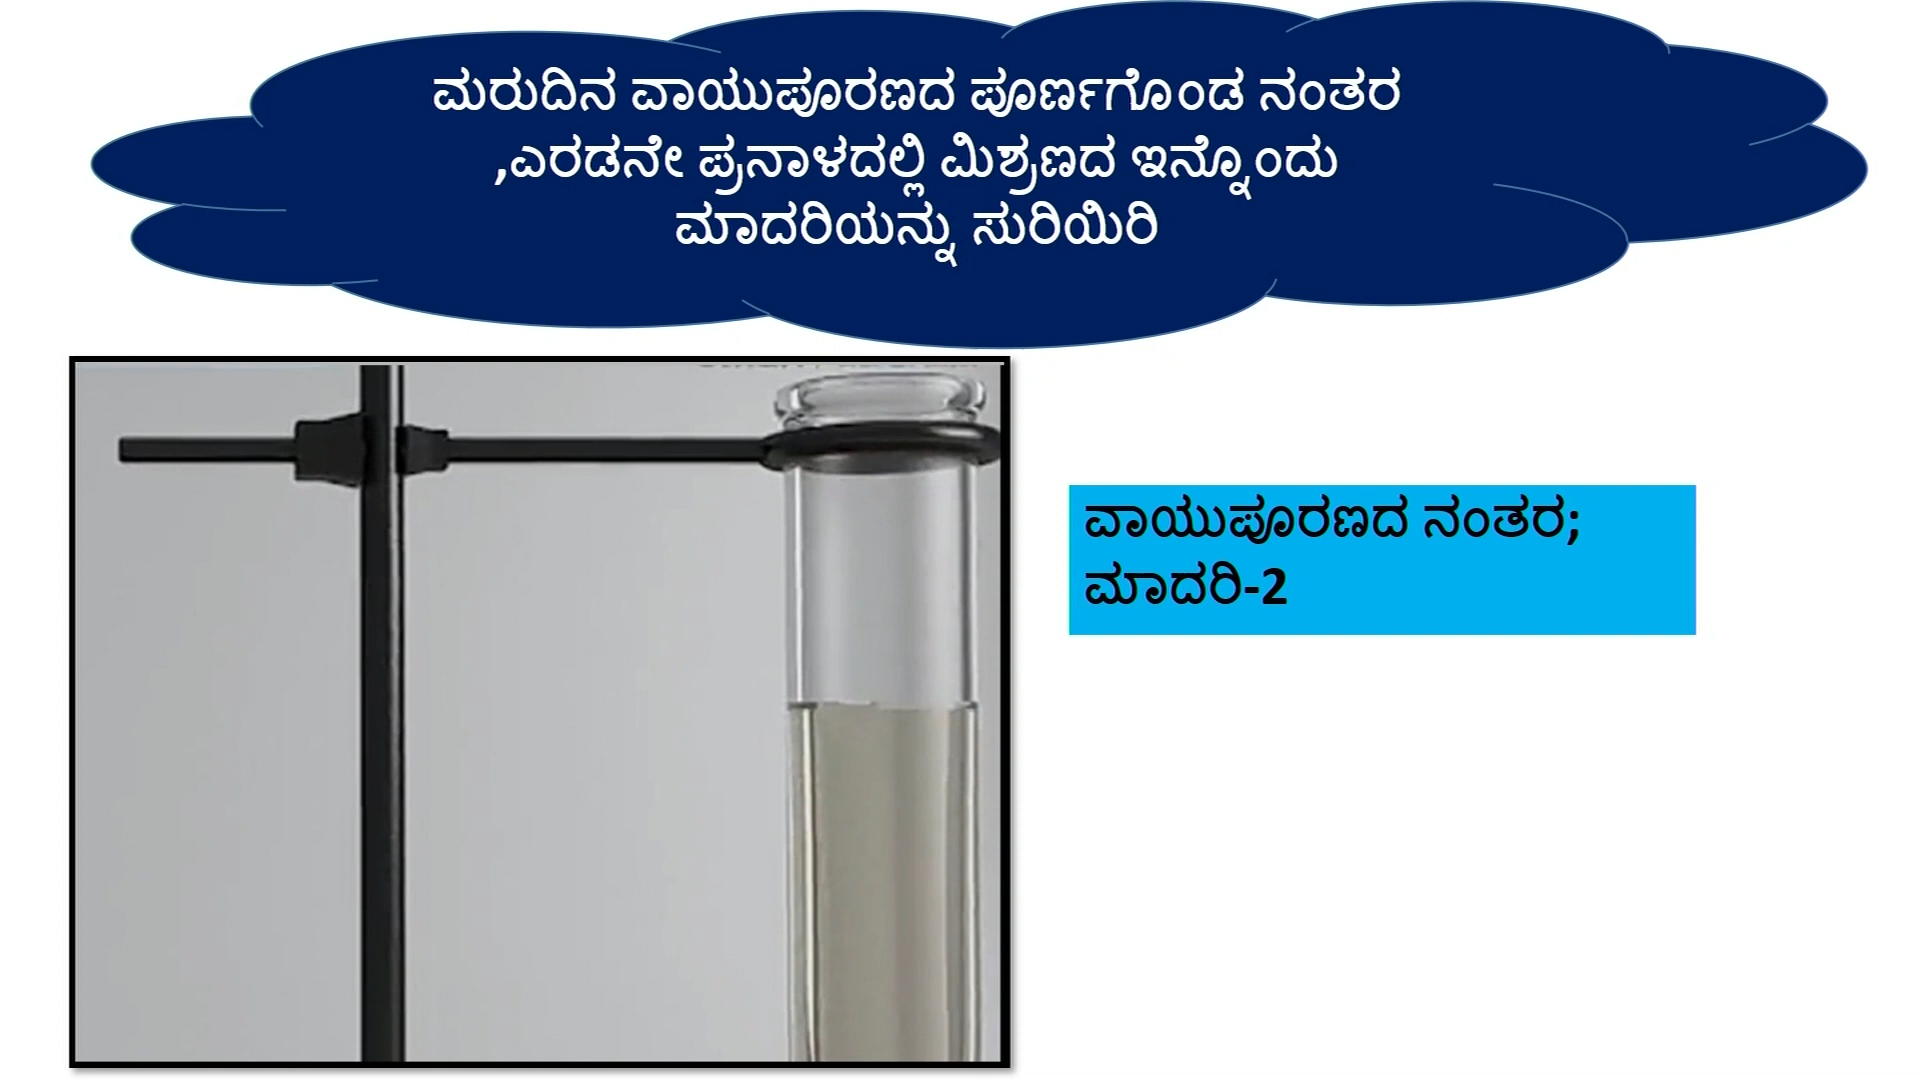 ಮರುದಿನ ವಾಯುಪೂರಣದ ಪೂರ್ಣಗೊಂಡ ನಂತರ
,ಎರಡನೇ ಪ್ರನಾಳದಲ್ಲಿ ಮಿಶ್ರಣದ ಇನ್ನೊಂದು
ಮಾದರಿಯನ್ನು ಸುರಿಯಿರಿ
ವಾಯುಪೂರಣದ ನಂತರ;
ಮಾದರಿ-2